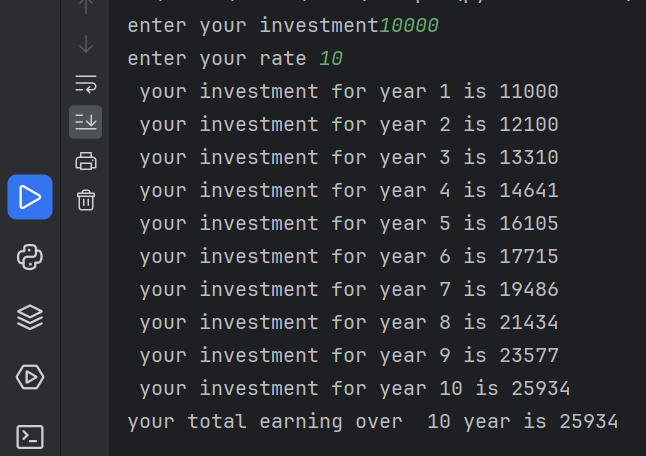 enter your investment10000
enter your rate 10
your investment for year 1 is 11000
your investment for year 2 is 12100
your investment for year 3 is 13310
your investment for year 4 is 14641
your investment for year 5 is 16105
your investment for year 6 is 17715
your investment for year 7 is 19486
your investment for year 8 is 21434
your investment for year 9 is 23577
your investment for year 10 is 25934
your total earning over  10 year is 25934